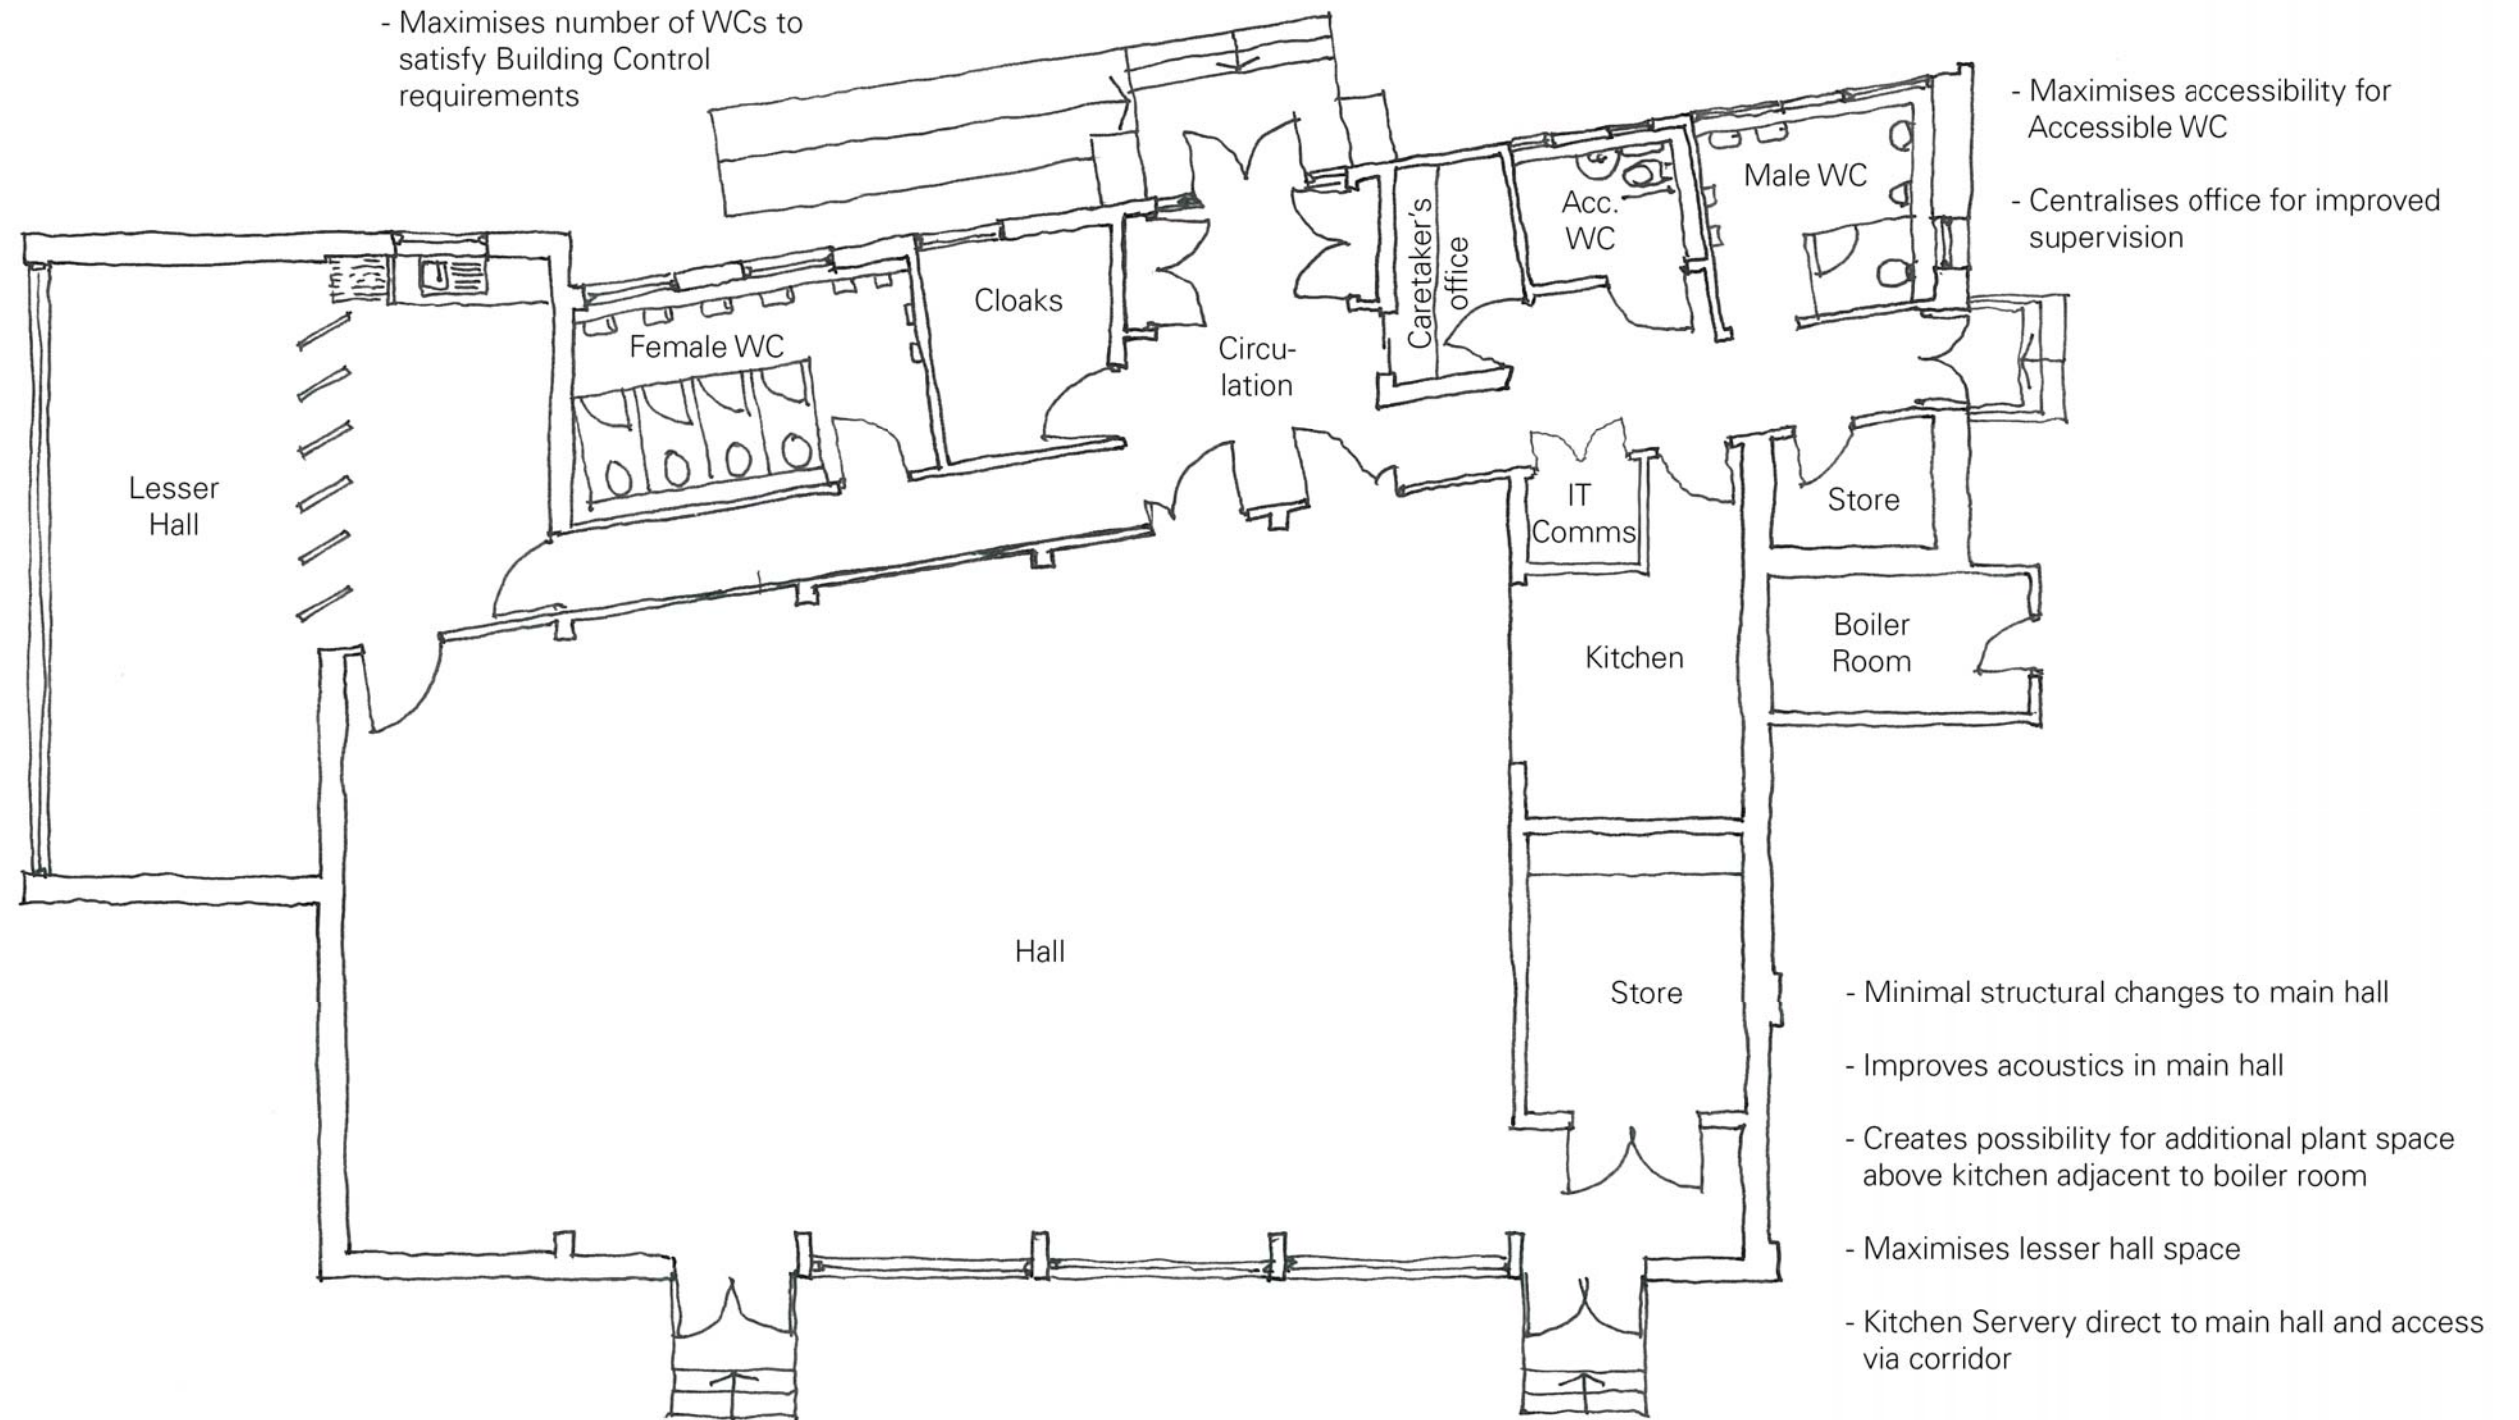 - Maximises number of WCs to
satisfy Building Control
requirements
- Maximises accessibility for
Accessible WC
- Centralises office for improved
supervision
Male WC
Acc.
WC
Caretaker's
office
Cloaks
Female WC
Circu-
lation
Lesser
Hall
IT
Comms
Store
Kitchen
Boiler
Room
Hall
Store
- Minimal structural changes to main hall
- Improves acoustics in main hall
- Creates possibility for additional plant space
above kitchen adjacent to boiler room
- Maximises lesser hall space
- Kitchen Servery direct to main hall and access
via corridor